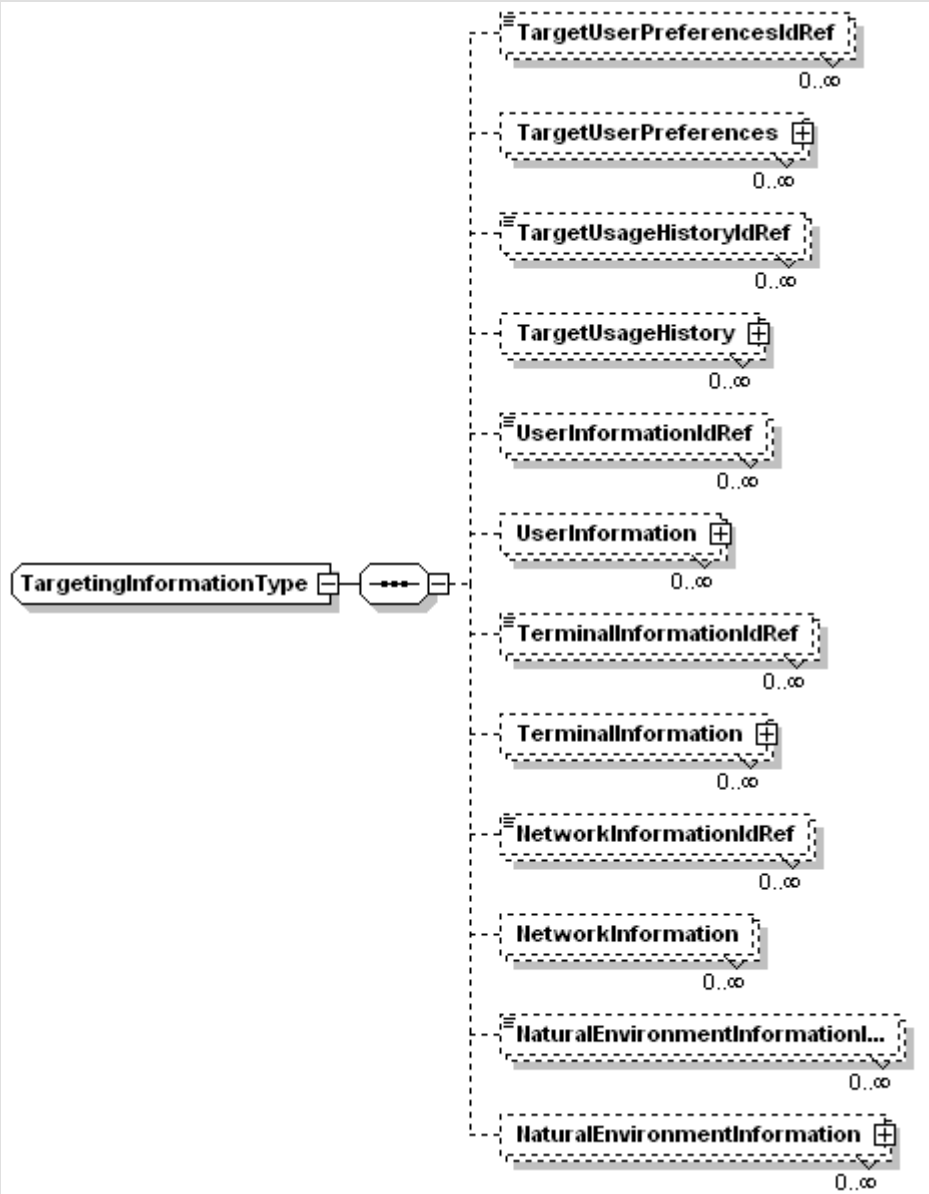 TargetUserPreferencesIdRef
0..∞
TargetUserPreferences
0..∞
TargetUsageHistoryIdRef
0..∞
TargetUsageHistory
0..∞
UserInformationIdRef
0..∞
UserInformation
0..∞
TargetingInformationType
TerminalInformationIdRef
0..∞
TerminalInformation
0..∞
NetworkInformationIdRef
0..∞
NetworkInformation
0..∞
NaturalEnvironmentInformationI...
0..∞
NaturalEnvironmentInformation
0..∞